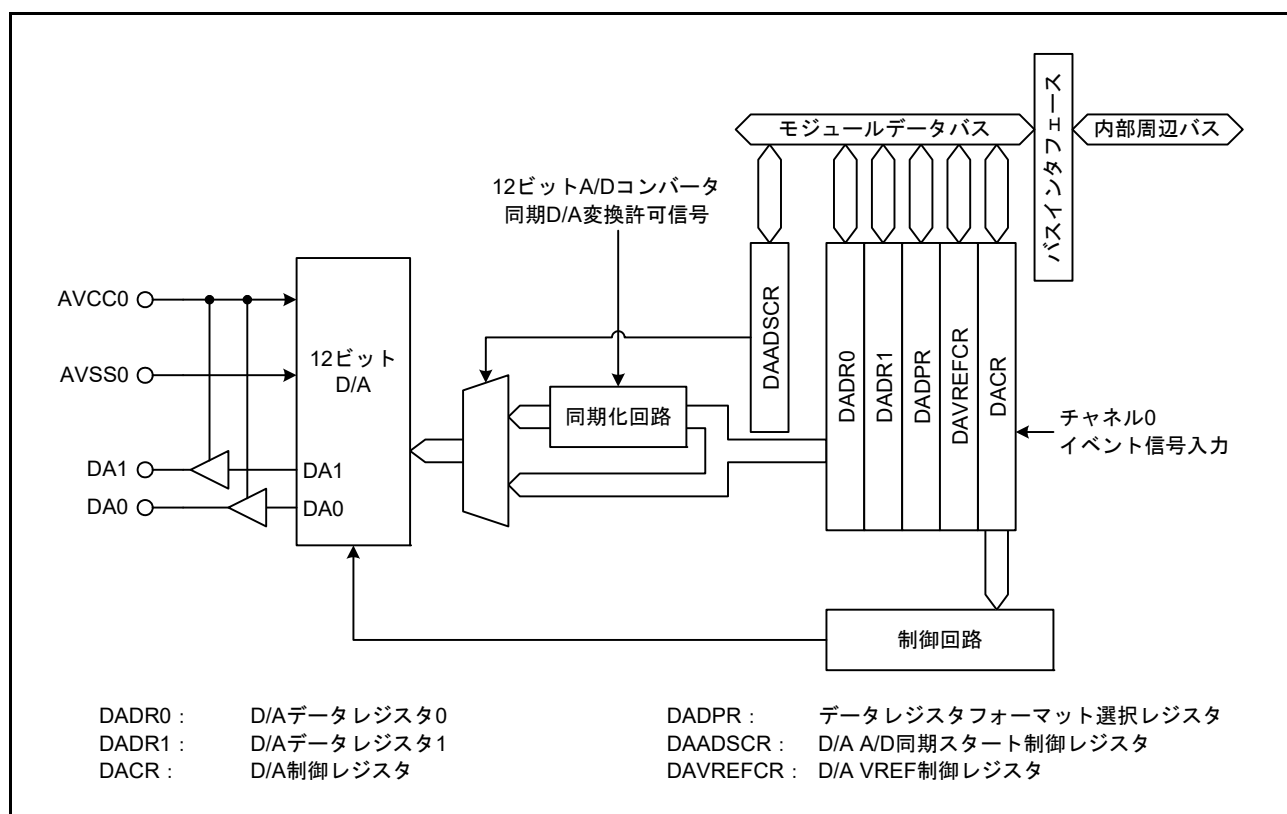 バスインタフェース
モジュールデータバス
内部周辺バス
12ビットA/Dコンバータ
同期D/A変換許可信号
AVCC0
AVSS0
12ビット
D/A
DAADSCR
DADR0
DADR1
DADPR
DAVREFCR
DACR
同期化回路
チャネル0
イベント信号入力
DA1
DA1
DA0
DA0
制御回路
DADR0： D/Aデータレジスタ0
DADR1： D/Aデータレジスタ1
DACR： D/A制御レジスタ
DADPR： データレジスタフォーマット選択レジスタ
DAADSCR： D/A A/D同期スタート制御レジスタ
DAVREFCR： D/A VREF制御レジスタ